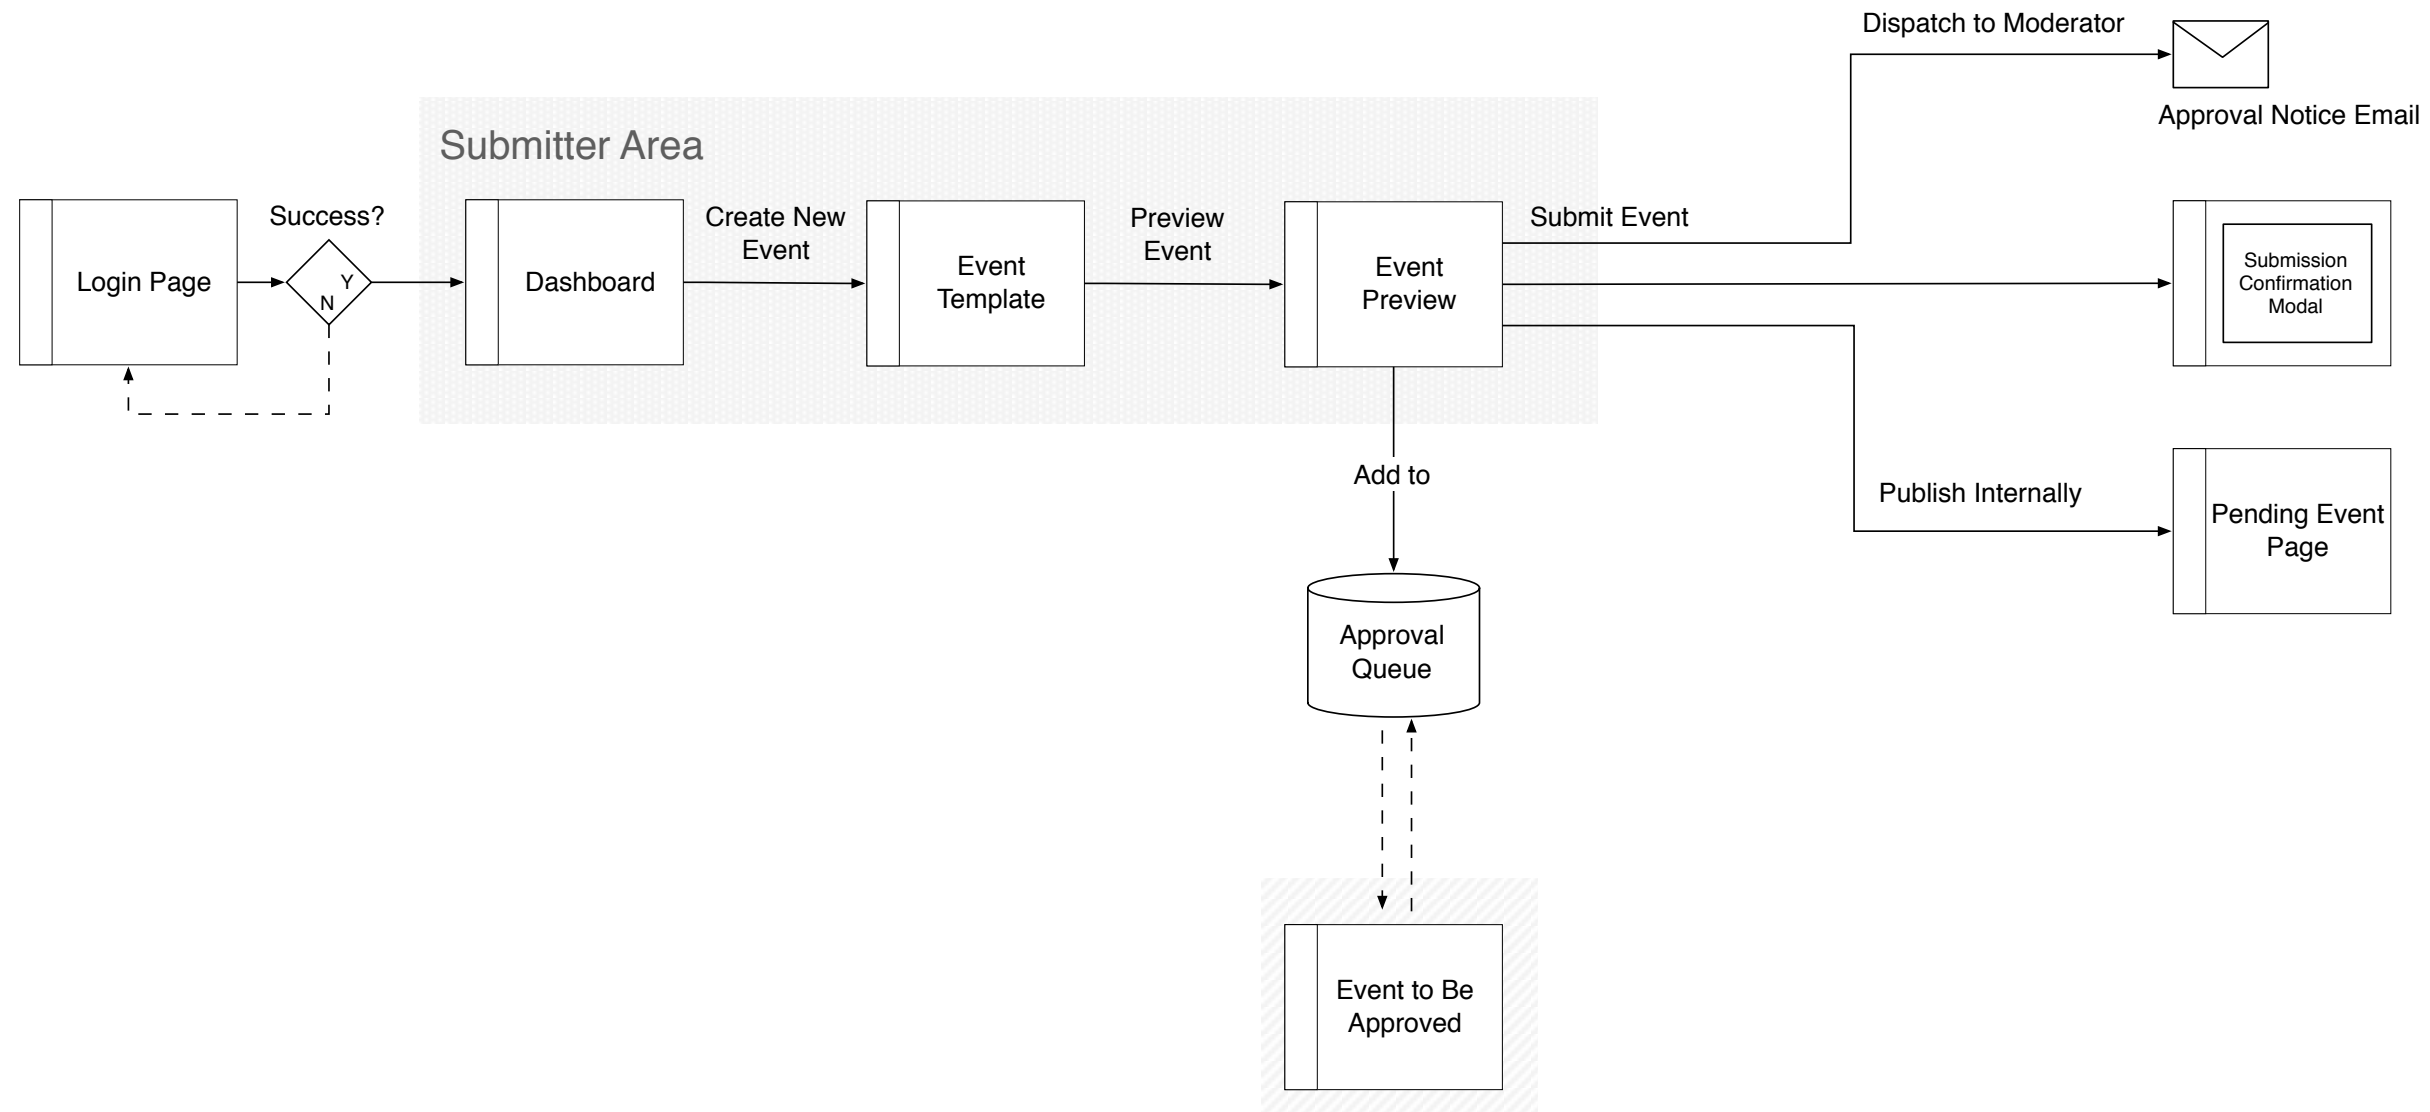 Dispatch to Moderator
Approval Notice Email
Submitter Area
Login Page
Success?
Y
N
Dashboard
Create New
Event
Event
Template
Preview
Event
Event
Preview
Submit Event
Submission
Confirmation
Modal
Add to
Publish Internally
Pending Event
Page
Approval
Queue
Event to Be
Approved